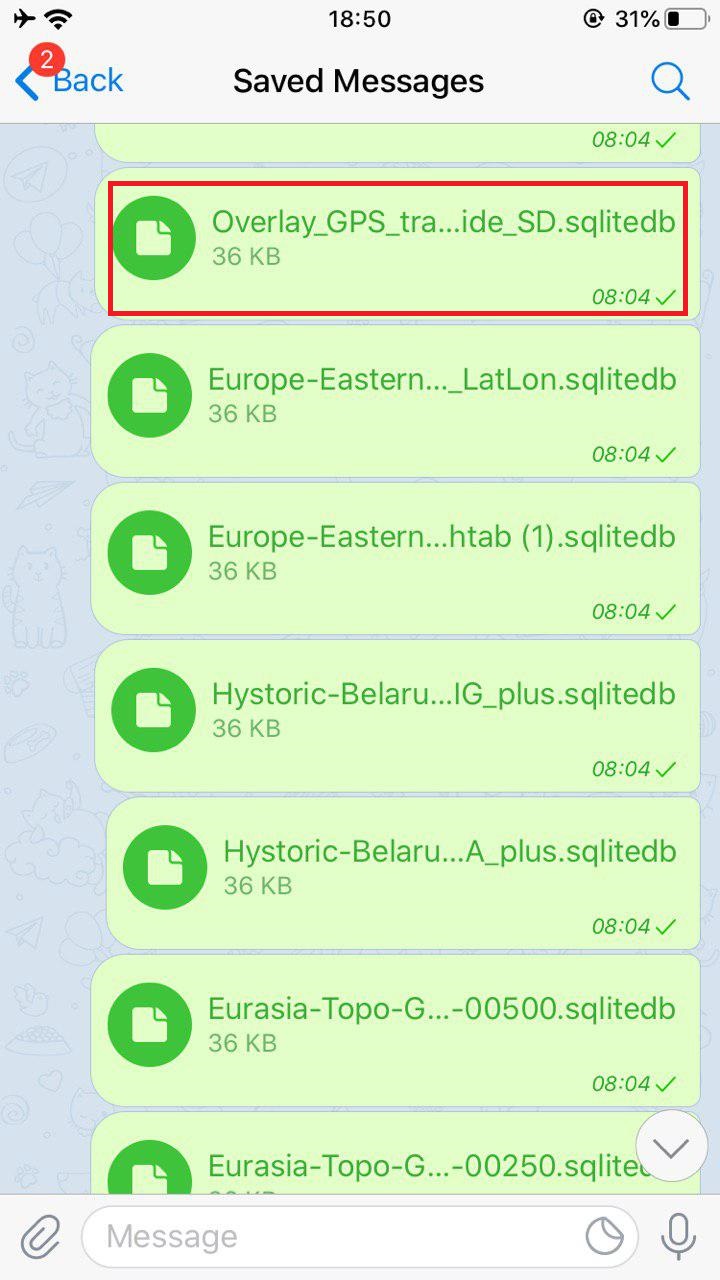 18:50
31%
2
Back
Saved Messages
08:04
Overlay_GPS_tra...ide_SD.sqlitedb
36 KB
08:04
Europe-Eastern..._LatLon.sqlitedb
36 KB
08:04
Europe-Eastern...htab (1).sqlitedb
36 KB
08:04
Hystoric-Belaru...IG_plus.sqlitedb
36 KB
08:04
Hystoric-Belaru...A_plus.sqlitedb
36 KB
08:04
Eurasia-Topo-G...-00500.sqlitedb
36 KB
08:04
Eurasia-Topo-G...-00250.sqlite
Message